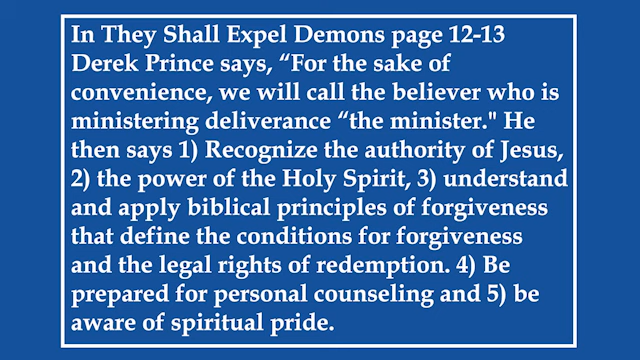 In They Shall Expel Demons page 12-13
Derek Prince says, “For the sake of
convenience, we will call the believer who is
ministering deliverance “the minister." He
then says 1) Recognize the authority of Jesus,
2) the power of the Holy Spirit, 3) understand
and apply biblical principles of forgiveness
that define the conditions for forgiveness
and the legal rights of redemption. 4) Be
prepared for personal counseling and 5) be
aware of spiritual pride.